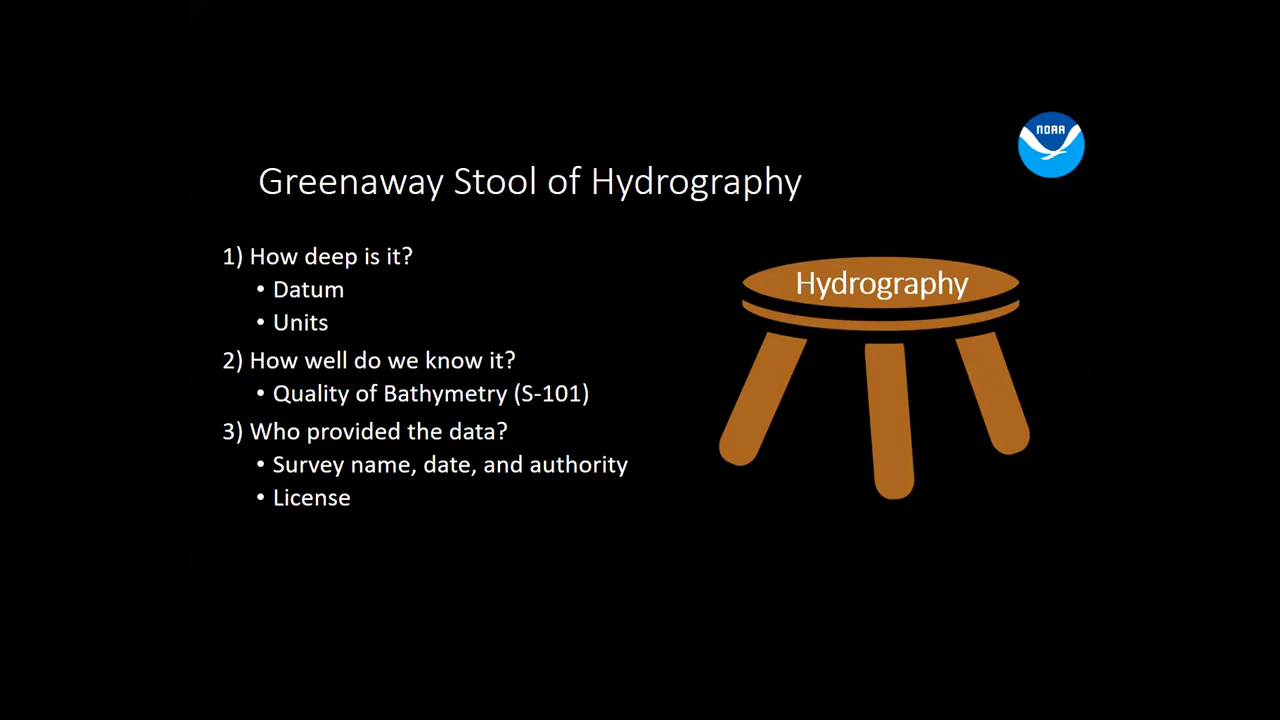 NOAA
Greenaway Stool of Hydrography
1) How deep is it?
• Datum
• Units
2) How well do we know it?
• Quality of Bathymetry (S-101)
3) Who provided the data?
• Survey name, date, and authority
• License
Hydrography